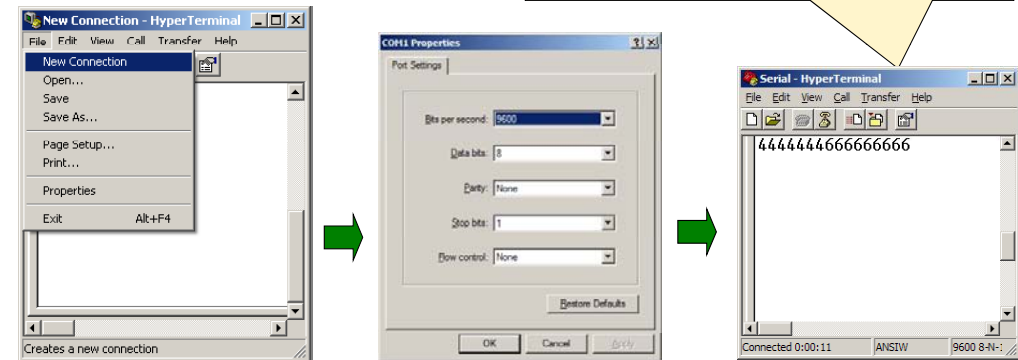 New Connection - HyperTerminal
File Edit View Call Transfer Help
New Connection
Open...
Save
Save As...
Page Setup...
Print...
Properties
Exit Alt+F4
Creates a new connection
COM1 Properties
Port Settings
Bits per second: 9600
Data bits: 8
Parity: None
Stop bits: 1
Flow control: None
Restore Defaults
OK Cancel Apply
Serial - HyperTerminal
File Edit View Call Transfer Help
4444444666666666
Connected 0:00:11 ANSIW 9600 8-N-